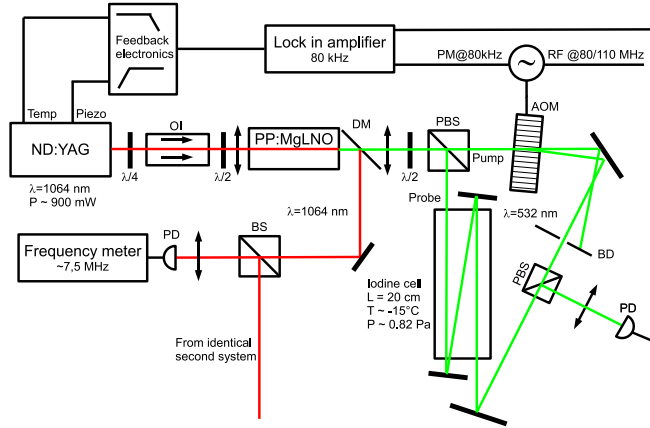 Feedback
electronics
Lock in amplifier
80 kHz
PM@80kHz
RF @80/110 MHz
Temp
Piezo
OI
DM
PBS
AOM
ND:YAG
PP:MgLNO
Pump
λ/4
λ/2
λ/2
λ=1064 nm
P ~ 900 mW
Probe
λ=1064 nm
λ=532 nm
PD
BS
BD
Frequency meter
~7,5 MHz
PBS
Iodine cell
L = 20 cm
T ~ -15°C
P ~ 0.82 Pa
PD
From identical
second system